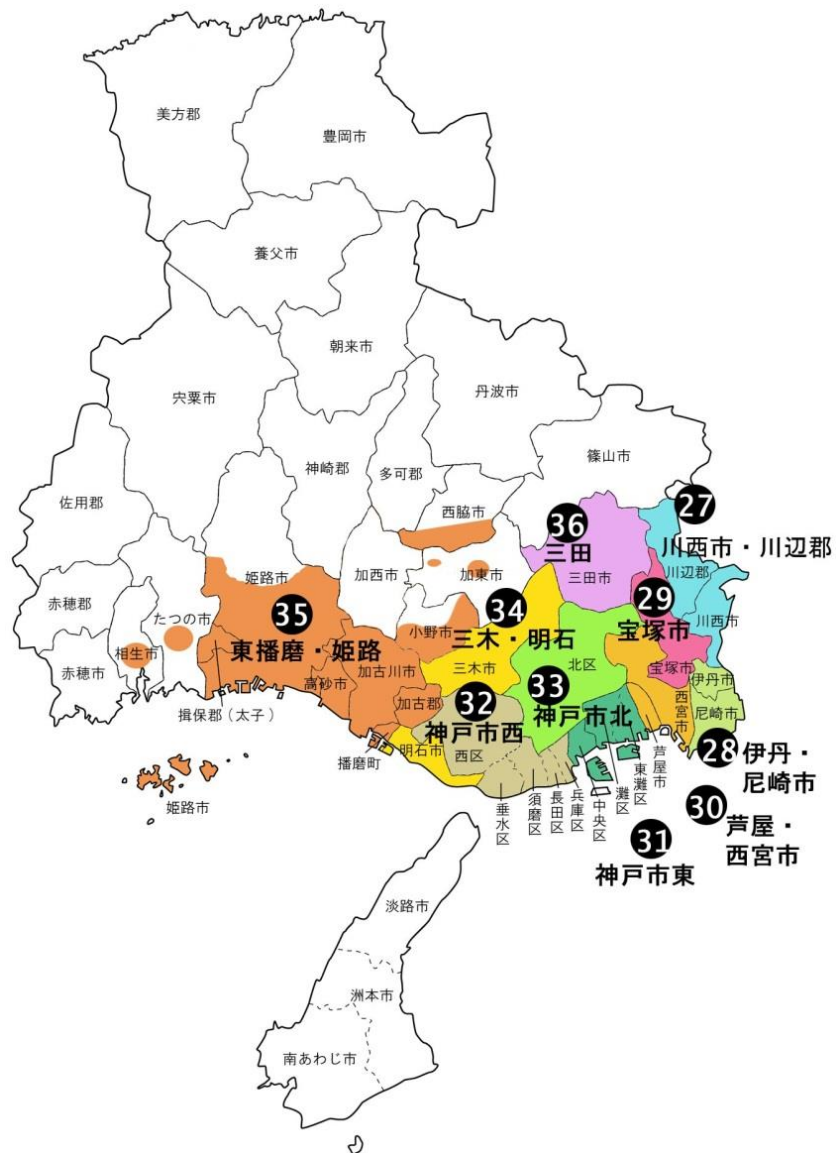 美方郡
豊岡市
養父市
朝来市
宍粟市
丹波市
神崎郡
多可郡
篠山市
佐用郡
西脇市
27
川西市・川辺郡
36
三田
三田市
川辺郡
姫路市
加西市
加東市
赤穂郡
たつの市
29
宝塚市
川西市
35
東播磨・姫路
小野市
34
三木・明石
相生市
赤穂市
三木市
北区
宝塚市
伊丹市
加古川市
高砂市
加古郡
33
神戸市北
西宮市
尼崎市
揖保郡(太子)
32
神戸市西
西区
明石市
播磨町
28
伊丹・
尼崎市
姫路市
垂水区
須磨区
長田区
兵庫区
中央区
灘区
東灘区
芦屋市
30
芦屋・
西宮市
31
神戸市東
淡路市
洲本市
南あわじ市